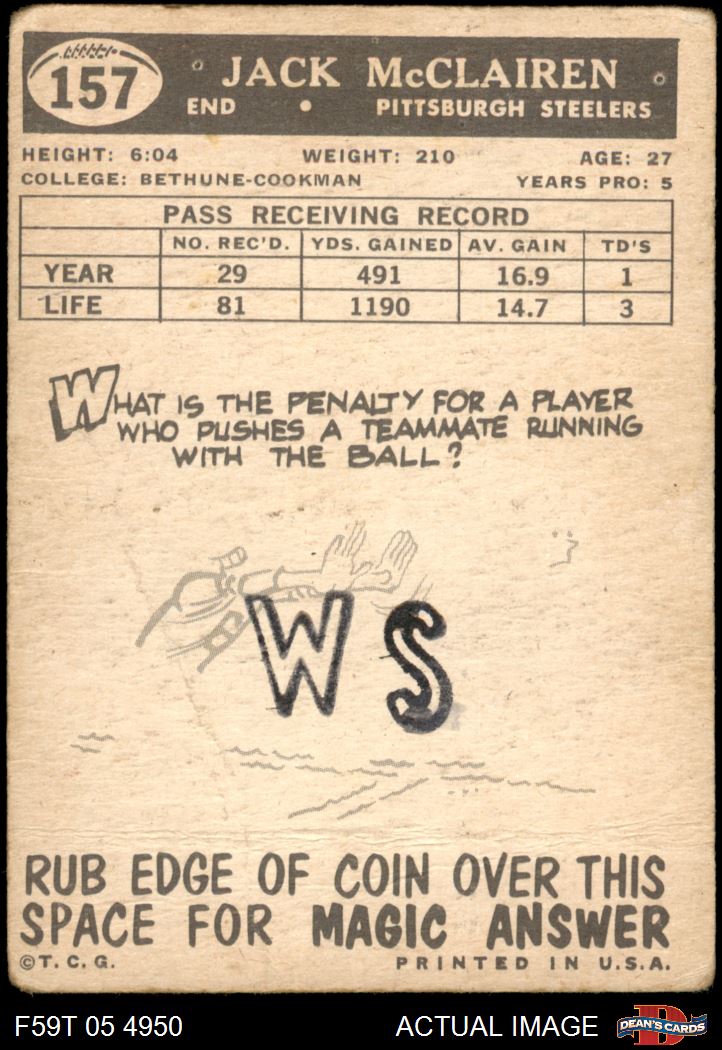 157
JACK McCLAIREN
END • PITTSBURGH STEELERS
HEIGHT: 6:04 WEIGHT: 210 AGE: 27
COLLEGE: BETHUNE-COOKMAN YEARS PRO: 5
PASS RECEIVING RECORD
NO. REC'D. YDS. GAINED AV. GAIN TD'S
YEAR 29 491 16.9 1
LIFE 81 1190 14.7 3
WHAT IS THE PENALTY FOR A PLAYER
WHO PUSHES A TEAMMATE RUNNING
WITH THE BALL?
W S
RUB EDGE OF COIN OVER THIS
SPACE FOR MAGIC ANSWER
©T.C.G. PRINTED IN U.S.A.
F59T 05 4950 ACTUAL IMAGE D DEAN'S CARDS